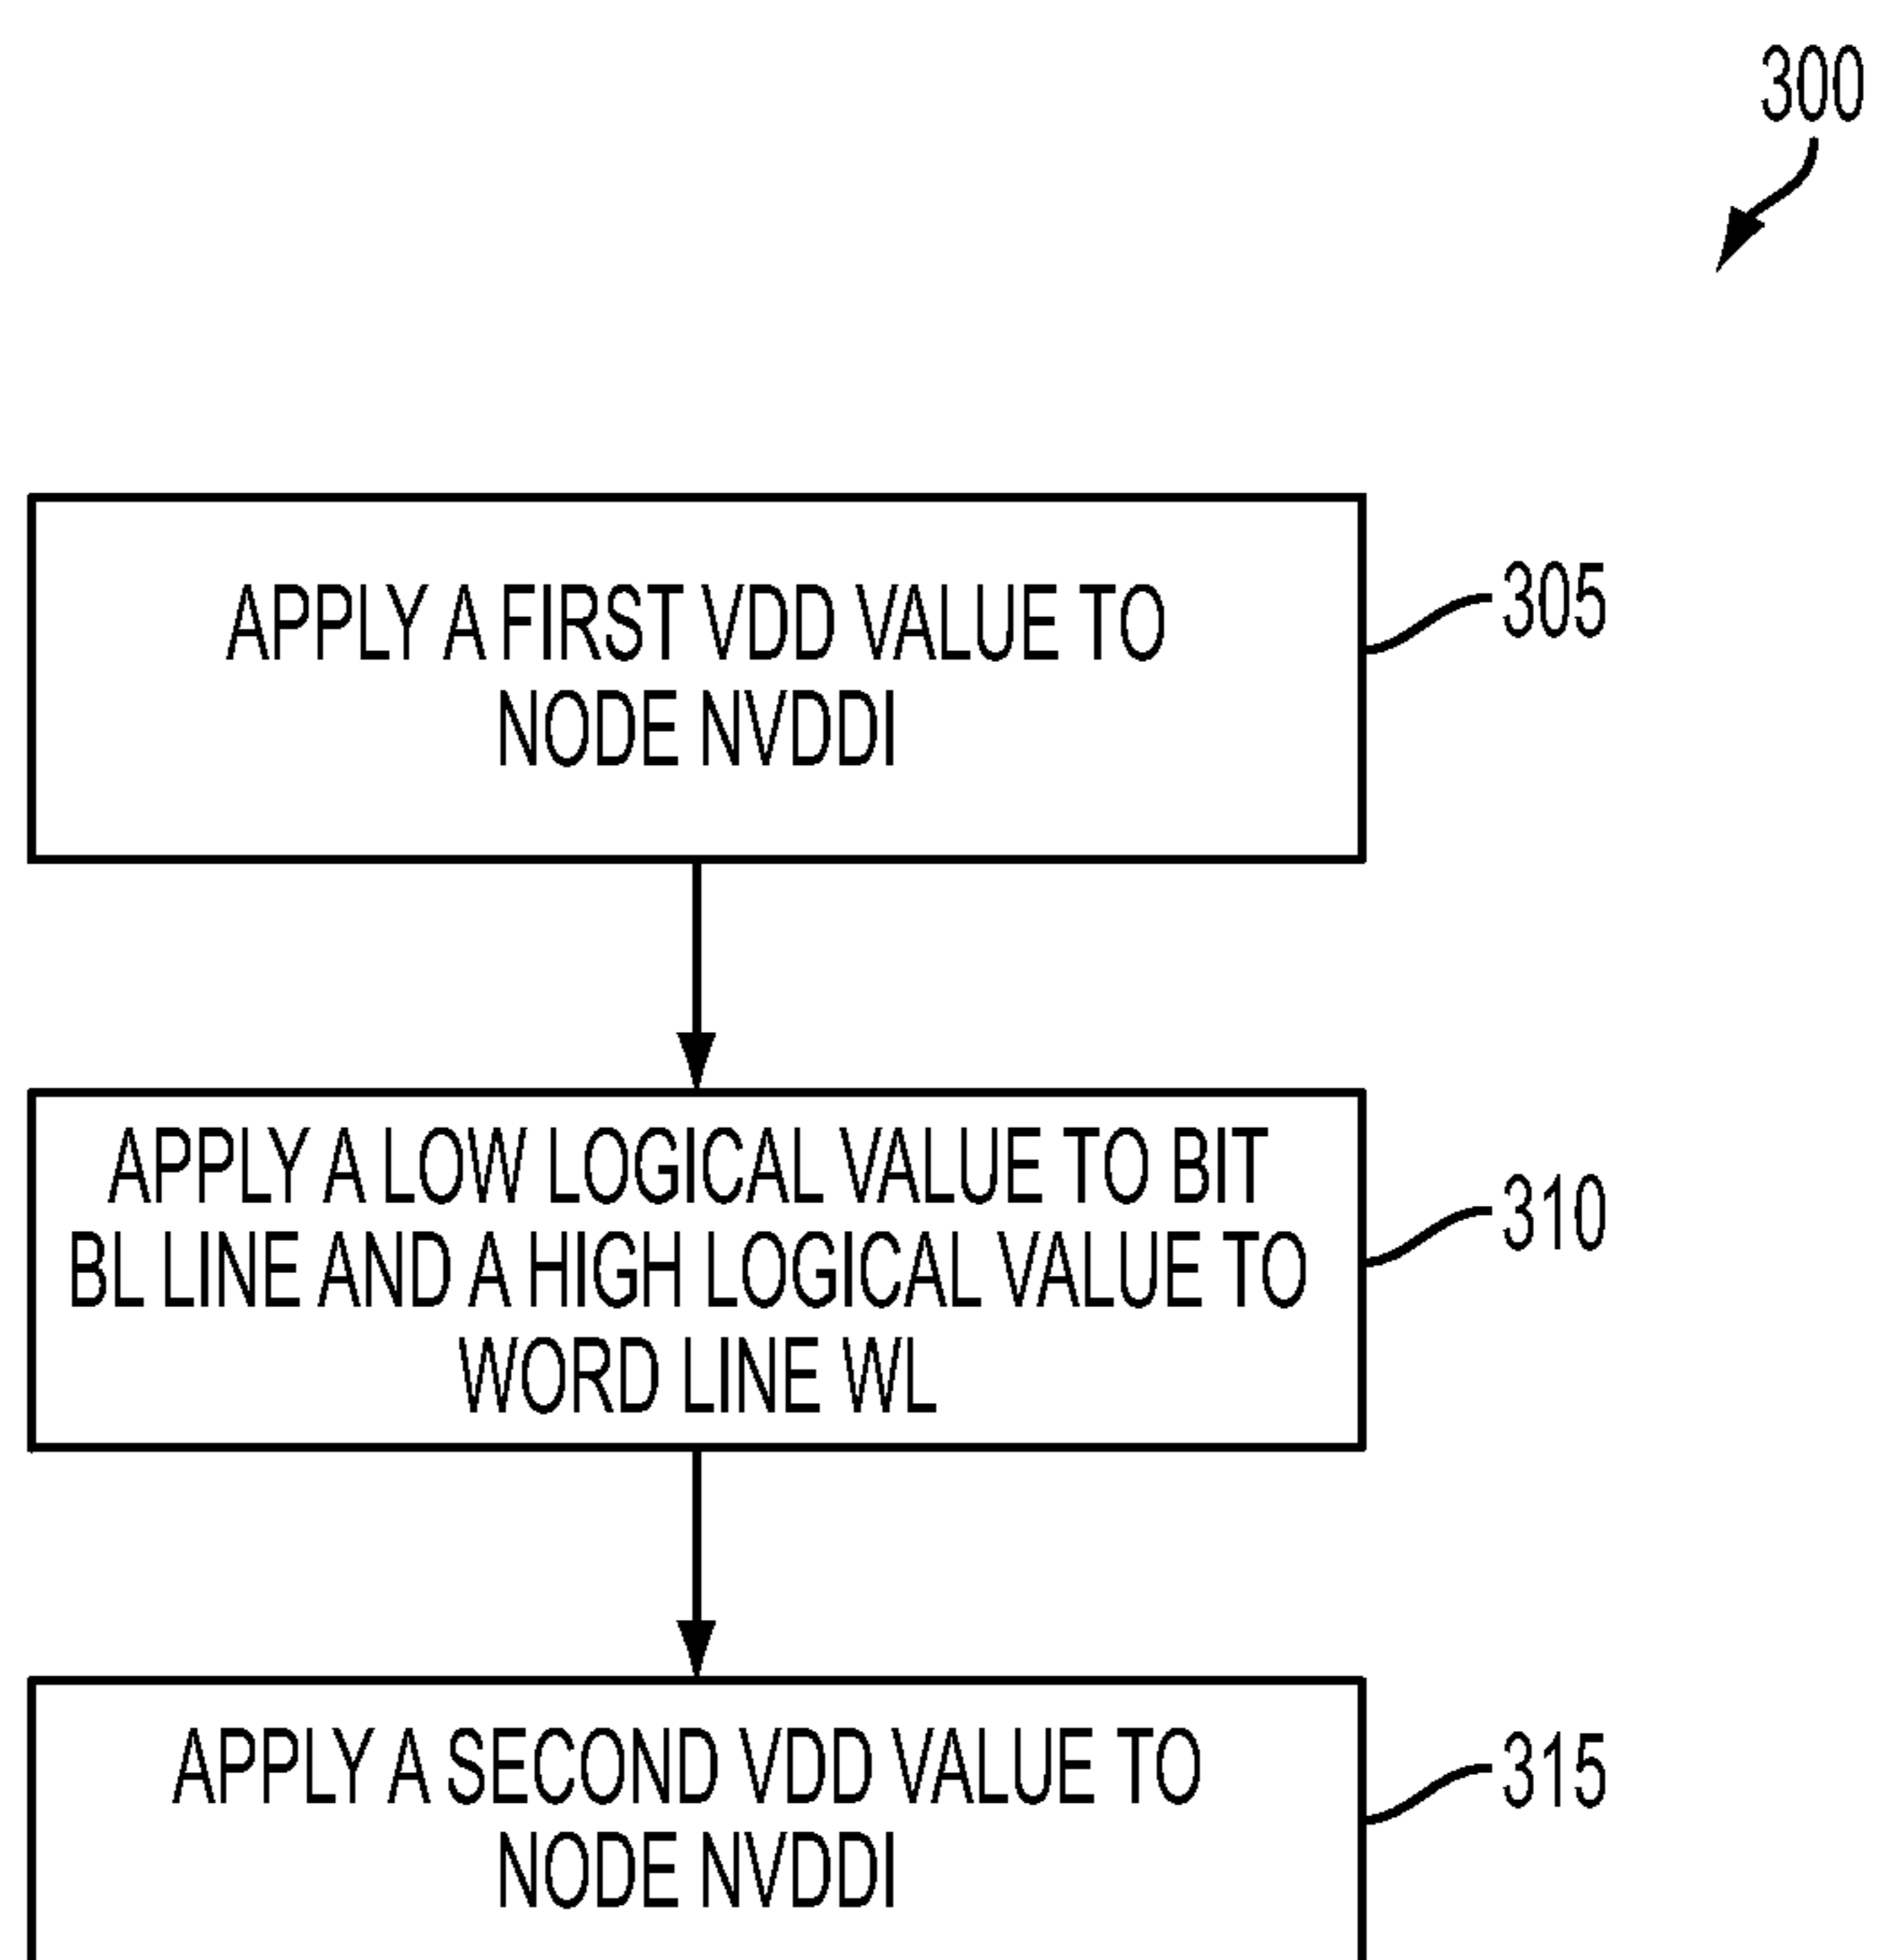 300
APPLY A FIRST VDD VALUE TO
NODE NVDDI
305
APPLY A LOW LOGICAL VALUE TO BIT
BL LINE AND A HIGH LOGICAL VALUE TO
WORD LINE WL
310
APPLY A SECOND VDD VALUE TO
NODE NVDDI
315